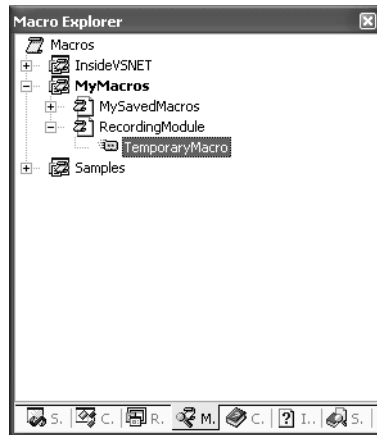 Macro Explorer
Macros
InsideVSNET
MyMacros
MySavedMacros
RecordingModule
TemporaryMacro
Samples
S. C. R. M. C. I.. S.